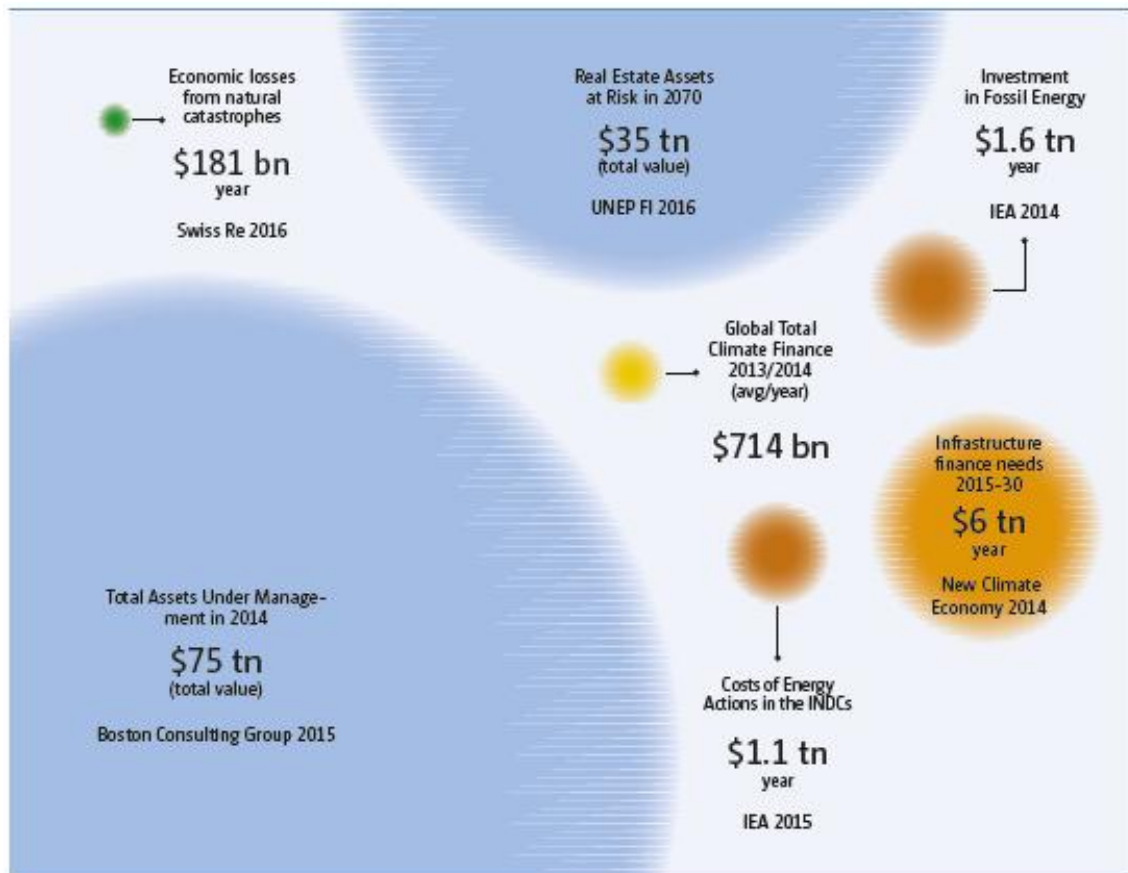 Economic losses
from natural
catastrophes
$181 bn
year
Swiss Re 2016
Real Estate Assets
at Risk in 2070
$35 tn
(total value)
UNEP FI 2016
Investment
in Fossil Energy
$1.6 tn
year
IEA 2014
Global Total
Climate Finance
2013/2014
(avg/year)
$714 bn
Infrastructure
finance needs
2015-30
$6 tn
year
New Climate
Economy 2014
Total Assets Under Manage-
ment in 2014
$75 tn
(total value)
Boston Consulting Group 2015
Costs of Energy
Actions in the INDCs
$1.1 tn
year
IEA 2015